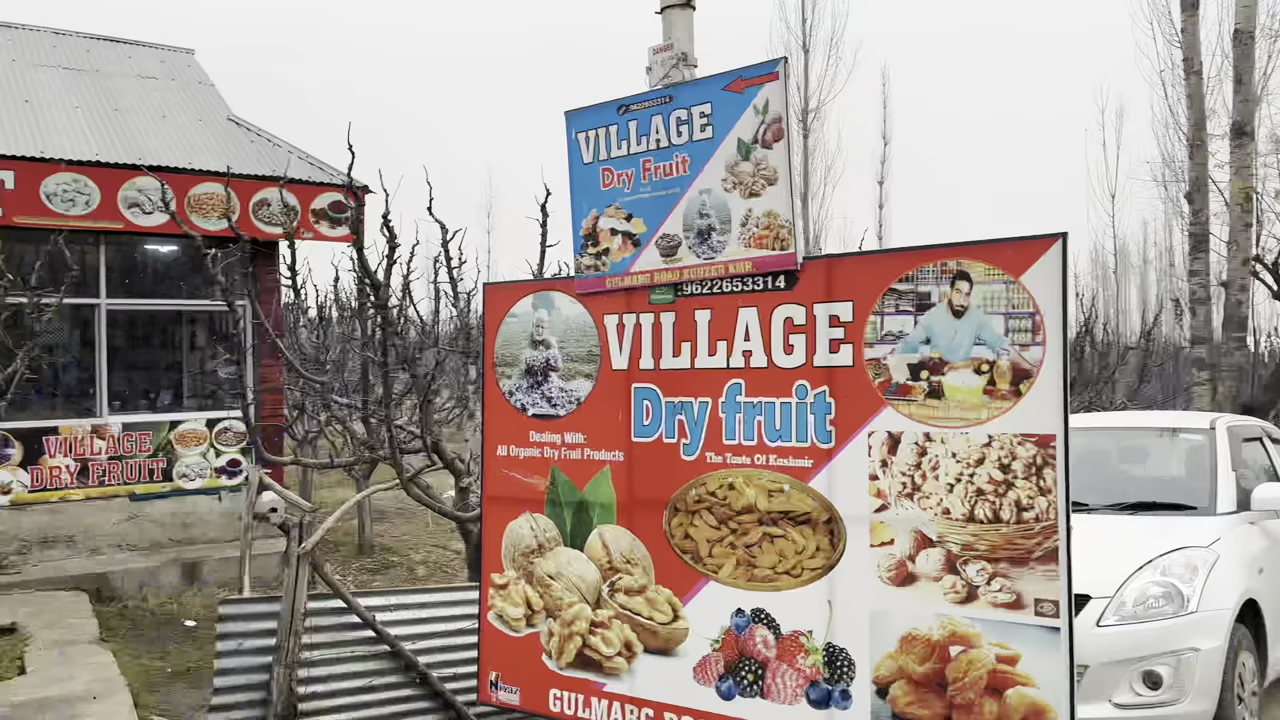 DANGER
:9622653314
VILLAGE
Dry Fruit
GULMARG ROAD KUNZER KMR.
:9622653314
VILLAGE
Dry fruit
The Taste Of Kashmir
Dealing With:
All Organic Dry Fruit Products
Niyaz
VILLAGE
DRY FRUIT